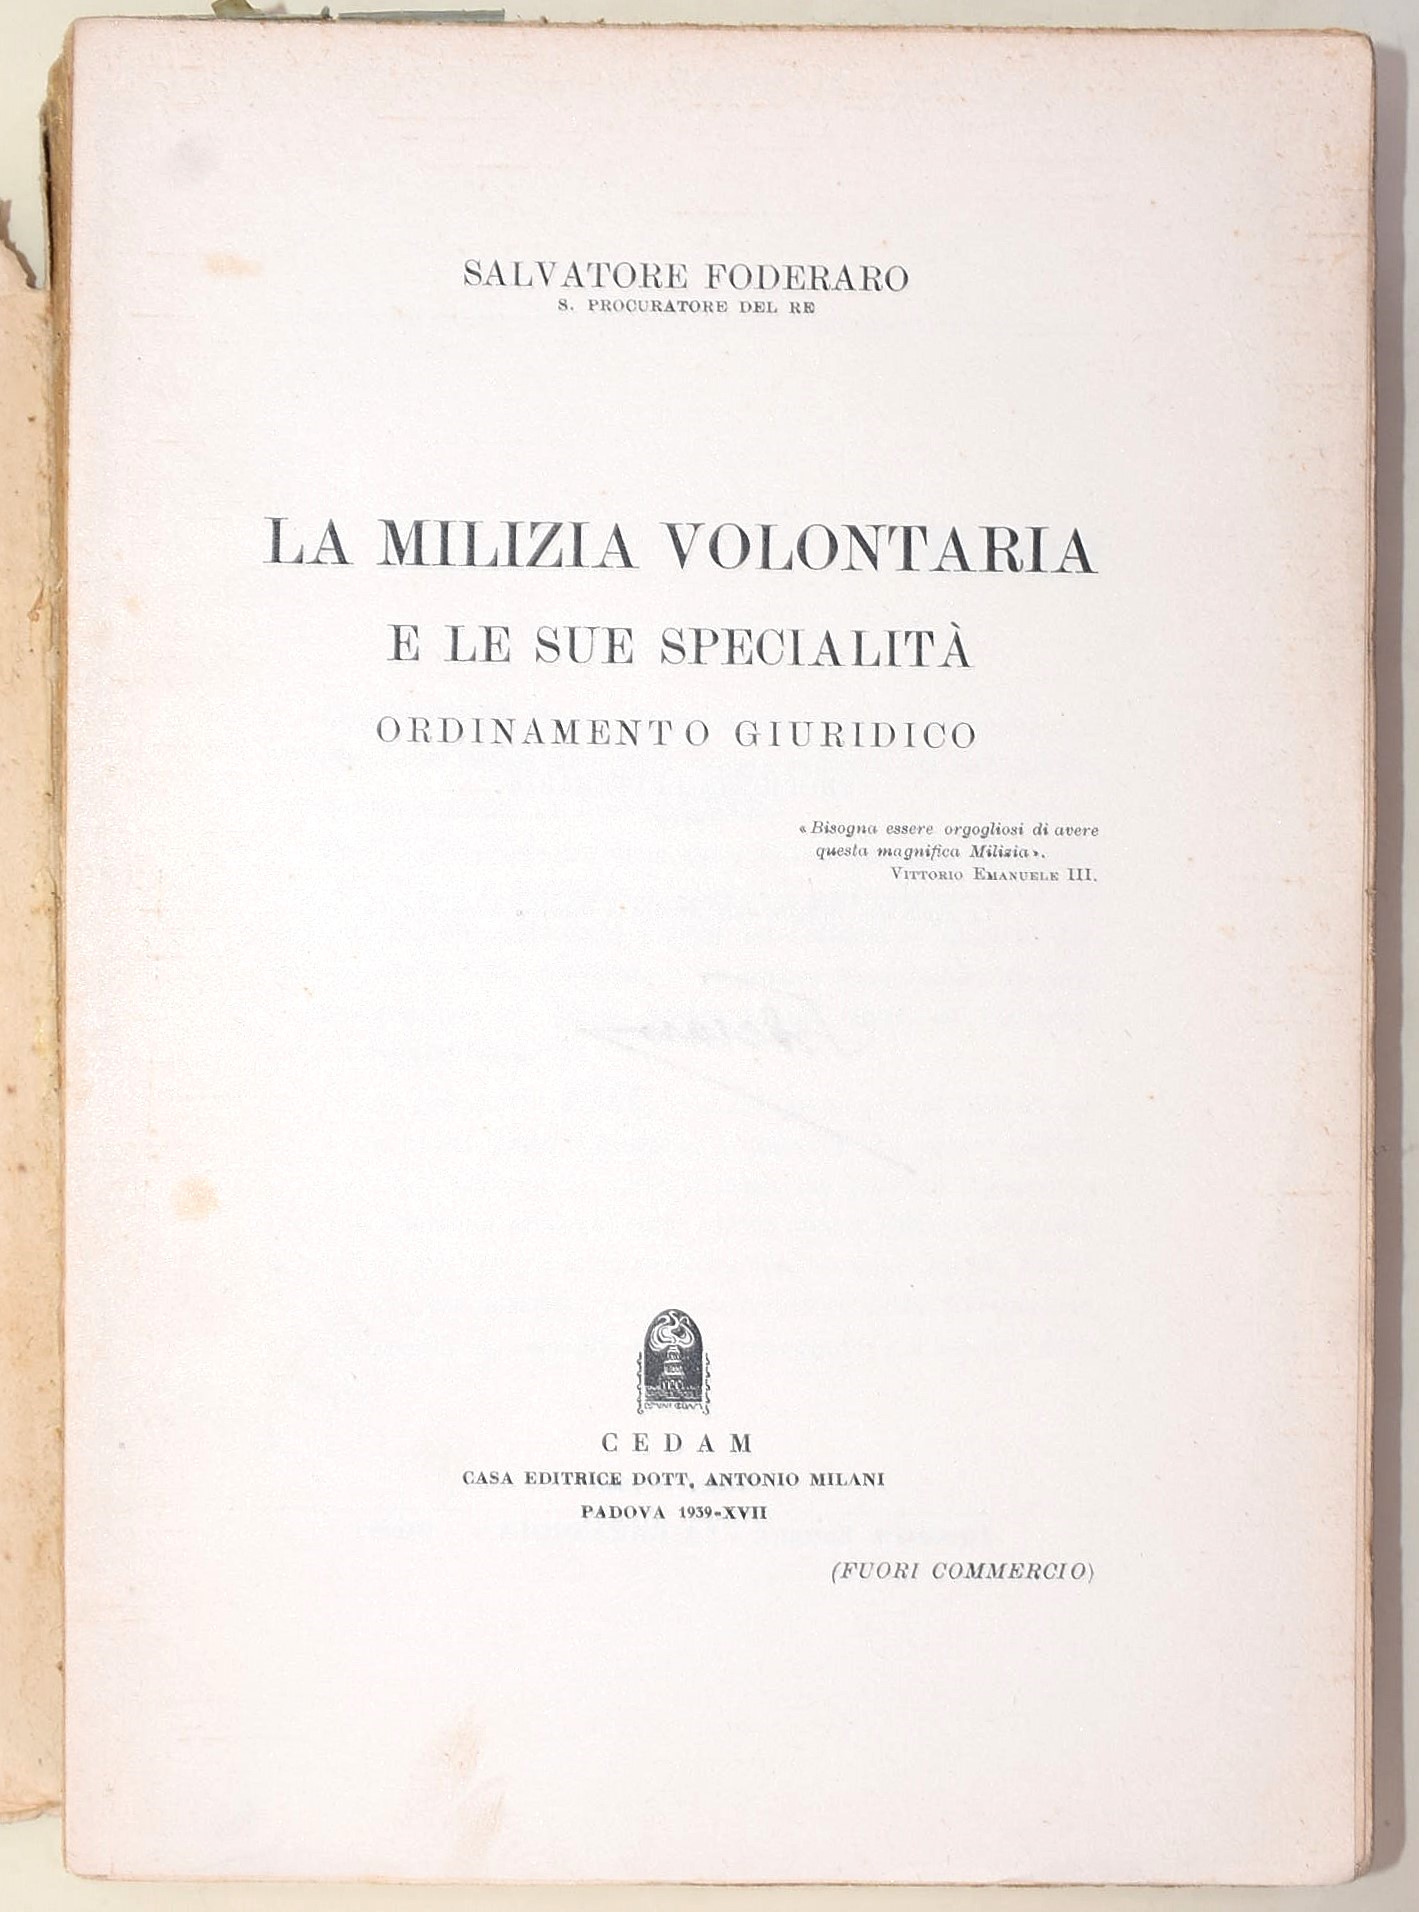 SALVATORE FODERARO
S. PROCURATORE DEL RE
LA MILIZIA VOLONTARIA
E LE SUE SPECIALITÀ
ORDINAMENTO GIURIDICO
« Bisogna essere orgogliosi di avere
questa magnifica Milizia ».
VITTORIO EMANUELE III.
CEDAM
CASA EDITRICE DOTT. ANTONIO MILANI
PADOVA 1939-XVII
(FUORI COMMERCIO)